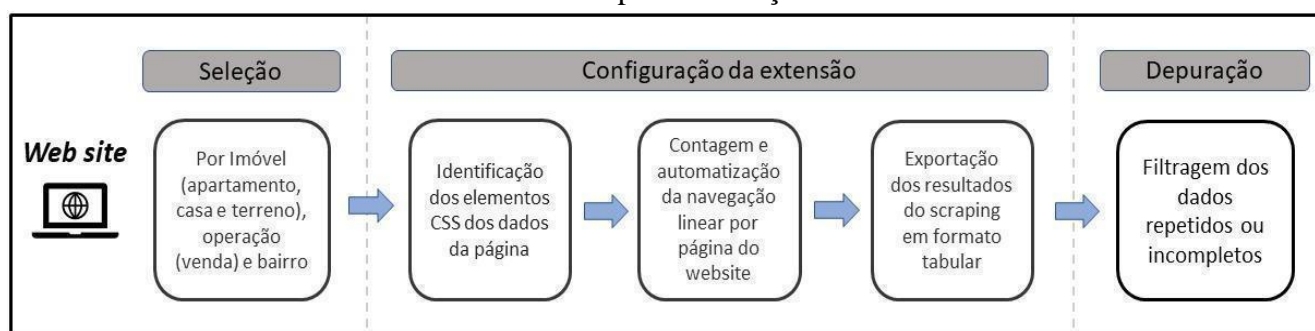 Seleção
Configuração da extensão
Depuração
Web site
Por Imóvel
(apartamento,
casa e terreno),
operação
(venda) e bairro
Identificação
dos elementos
CSS dos dados
da página
Contagem e
automatização
da navegação
linear por
página do
website
Exportação
dos resultados
do scraping
em formato
tabular
Filtragem dos
dados
repetidos ou
incompletos